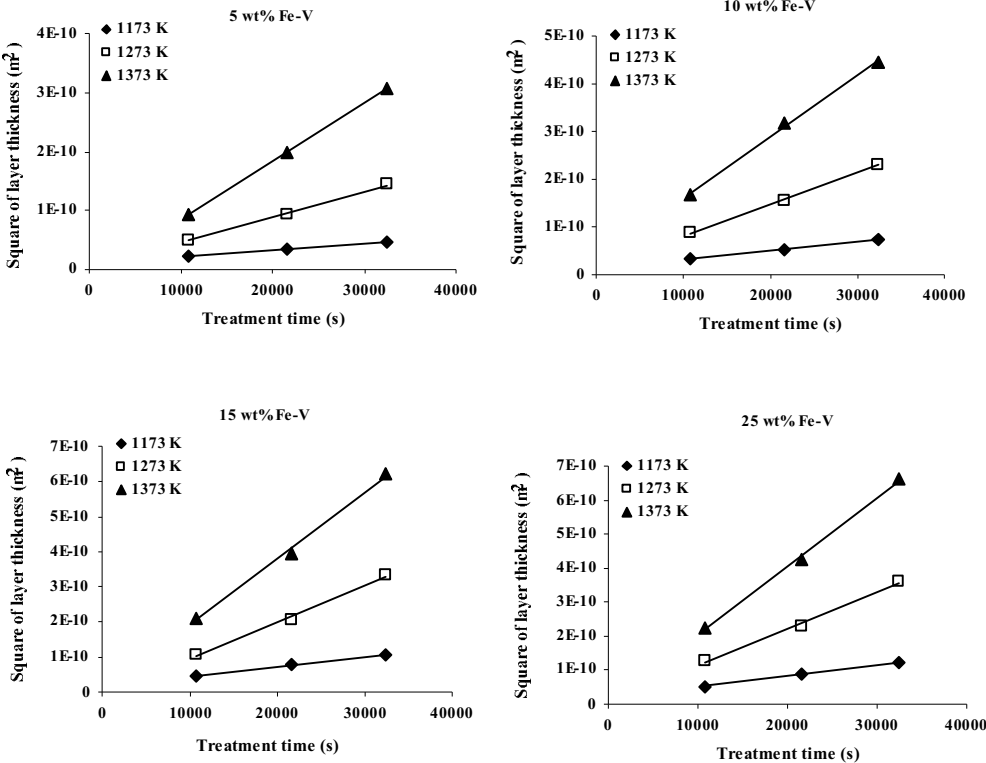 5 wt% Fe-V
Square of layer thickness (m²)
4E-10
3E-10
2E-10
1E-10
0
1173 K
1273 K
1373 K
0 10000 20000 30000 40000
Treatment time (s)
10 wt% Fe-V
Square of layer thickness (m²)
5E-10
4E-10
3E-10
2E-10
1E-10
0
1173 K
1273 K
1373 K
0 10000 20000 30000 40000
Treatment time (s)
15 wt% Fe-V
Square of layer thickness (m²)
7E-10
6E-10
5E-10
4E-10
3E-10
2E-10
1E-10
0
1173 K
1273 K
1373 K
0 10000 20000 30000 40000
Treatment time (s)
25 wt% Fe-V
Square of layer thickness (m²)
7E-10
6E-10
5E-10
4E-10
3E-10
2E-10
1E-10
0
1173 K
1273 K
1373 K
0 10000 20000 30000 40000
Treatment time (s)